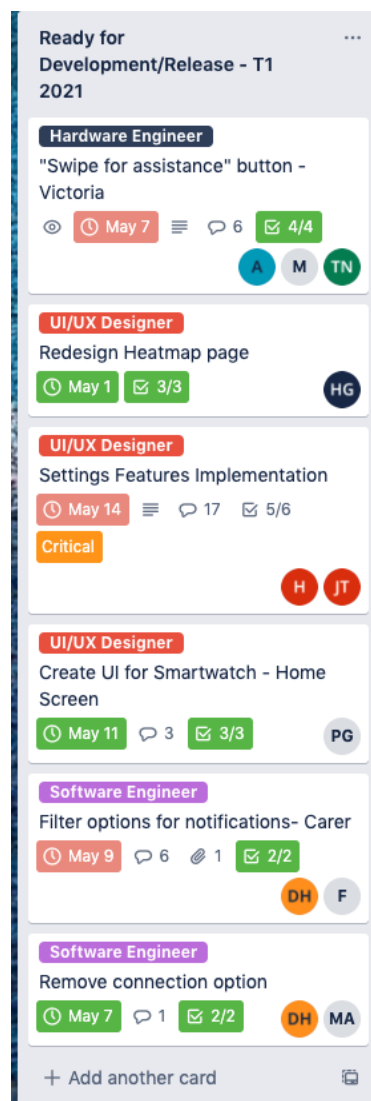 Ready for
Development/Release - T1
2021
Hardware Engineer
"Swipe for assistance" button -
Victoria
May 7 6 4/4
A M TN
UI/UX Designer
Redesign Heatmap page
May 1 3/3 HG
UI/UX Designer
Settings Features Implementation
May 14 17 5/6
Critical
H JT
UI/UX Designer
Create UI for Smartwatch - Home
Screen
May 11 3 3/3 PG
Software Engineer
Filter options for notifications- Carer
May 9 6 1 2/2
DH F
Software Engineer
Remove connection option
May 7 1 2/2 DH MA
+ Add another card